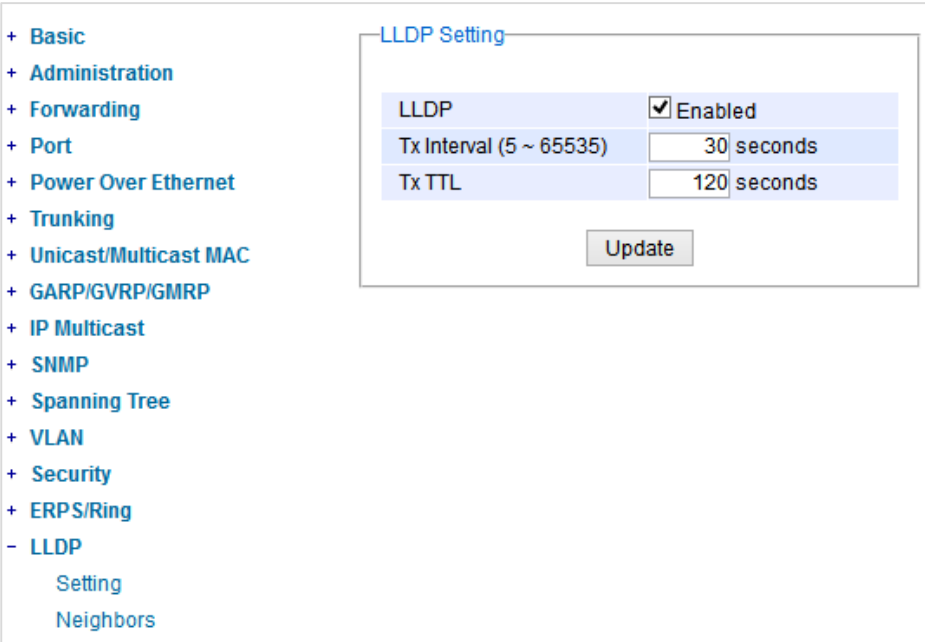 + Basic
+ Administration
+ Forwarding
+ Port
+ Power Over Ethernet
+ Trunking
+ Unicast/Multicast MAC
+ GARP/GVRP/GMRP
+ IP Multicast
+ SNMP
+ Spanning Tree
+ VLAN
+ Security
+ ERPS/Ring
- LLDP
Setting
Neighbors
LLDP Setting
LLDP Enabled
Tx Interval (5 ~ 65535) 30 seconds
Tx TTL 120 seconds
Update